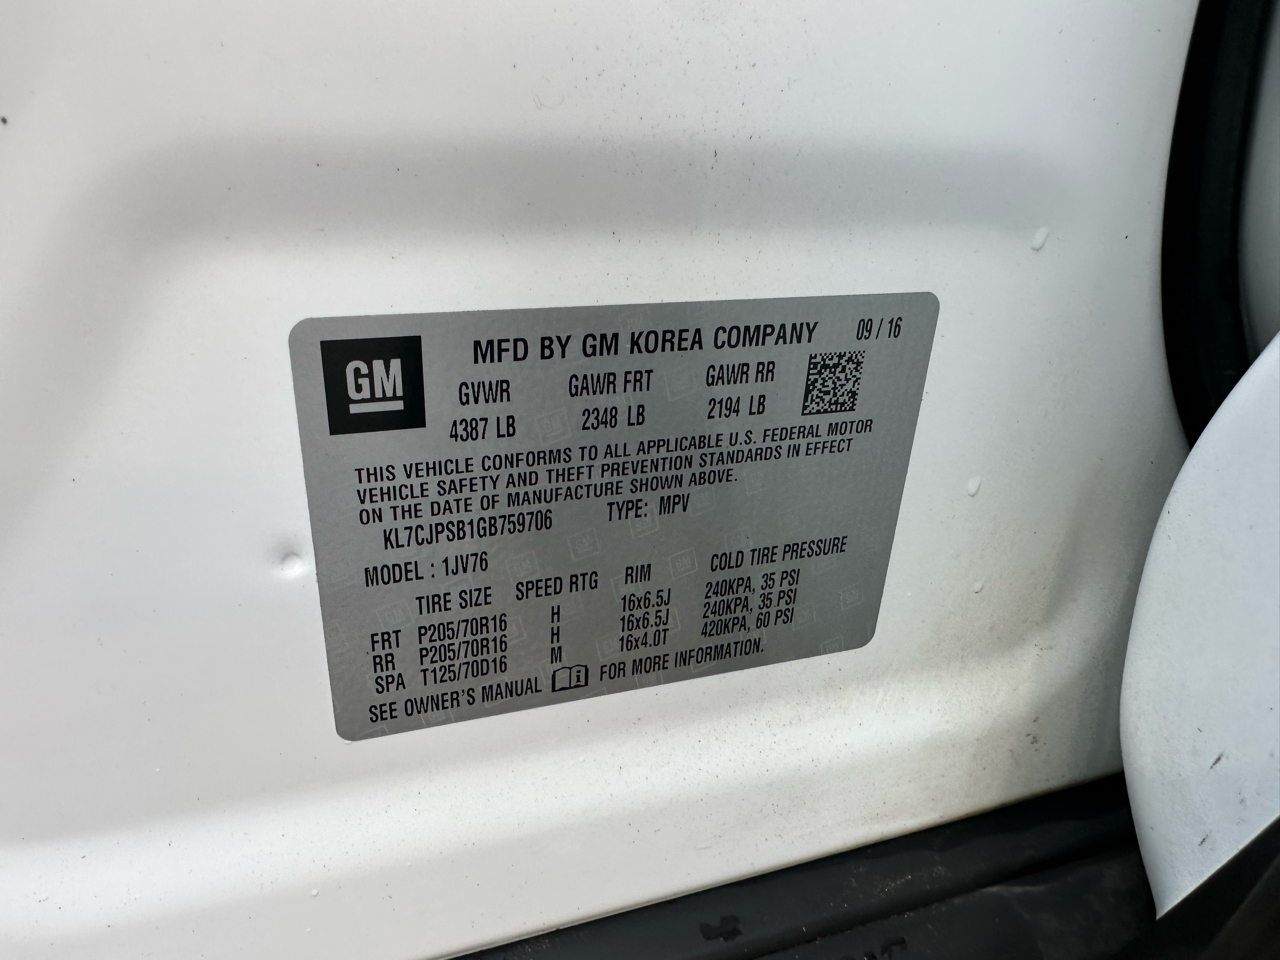 GM
MFD BY GM KOREA COMPANY 09 / 16
GVWR GAWR FRT GAWR RR
4387 LB 2348 LB 2194 LB
THIS VEHICLE CONFORMS TO ALL APPLICABLE U.S. FEDERAL MOTOR
VEHICLE SAFETY AND THEFT PREVENTION STANDARDS IN EFFECT
ON THE DATE OF MANUFACTURE SHOWN ABOVE.
KL7CJPSB1GB759706 TYPE: MPV
MODEL : 1JV76
TIRE SIZE SPEED RTG RIM COLD TIRE PRESSURE
FRT P205/70R16 H 16x6.5J 240KPA, 35 PSI
RR P205/70R16 H 16x6.5J 240KPA, 35 PSI
SPA T125/70D16 M 16x4.0T 420KPA, 60 PSI
SEE OWNER'S MANUAL FOR MORE INFORMATION.